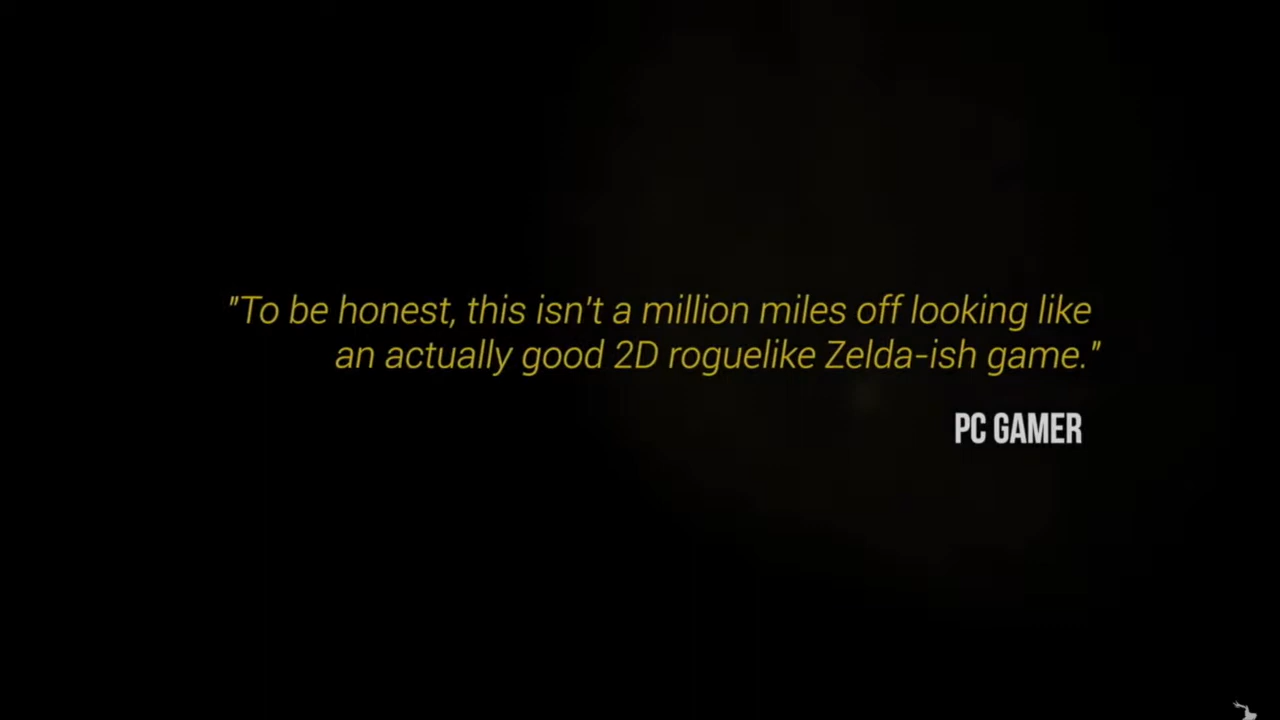 "To be honest, this isn't a million miles off looking like
an actually good 2D roguelike Zelda-ish game."
PC GAMER